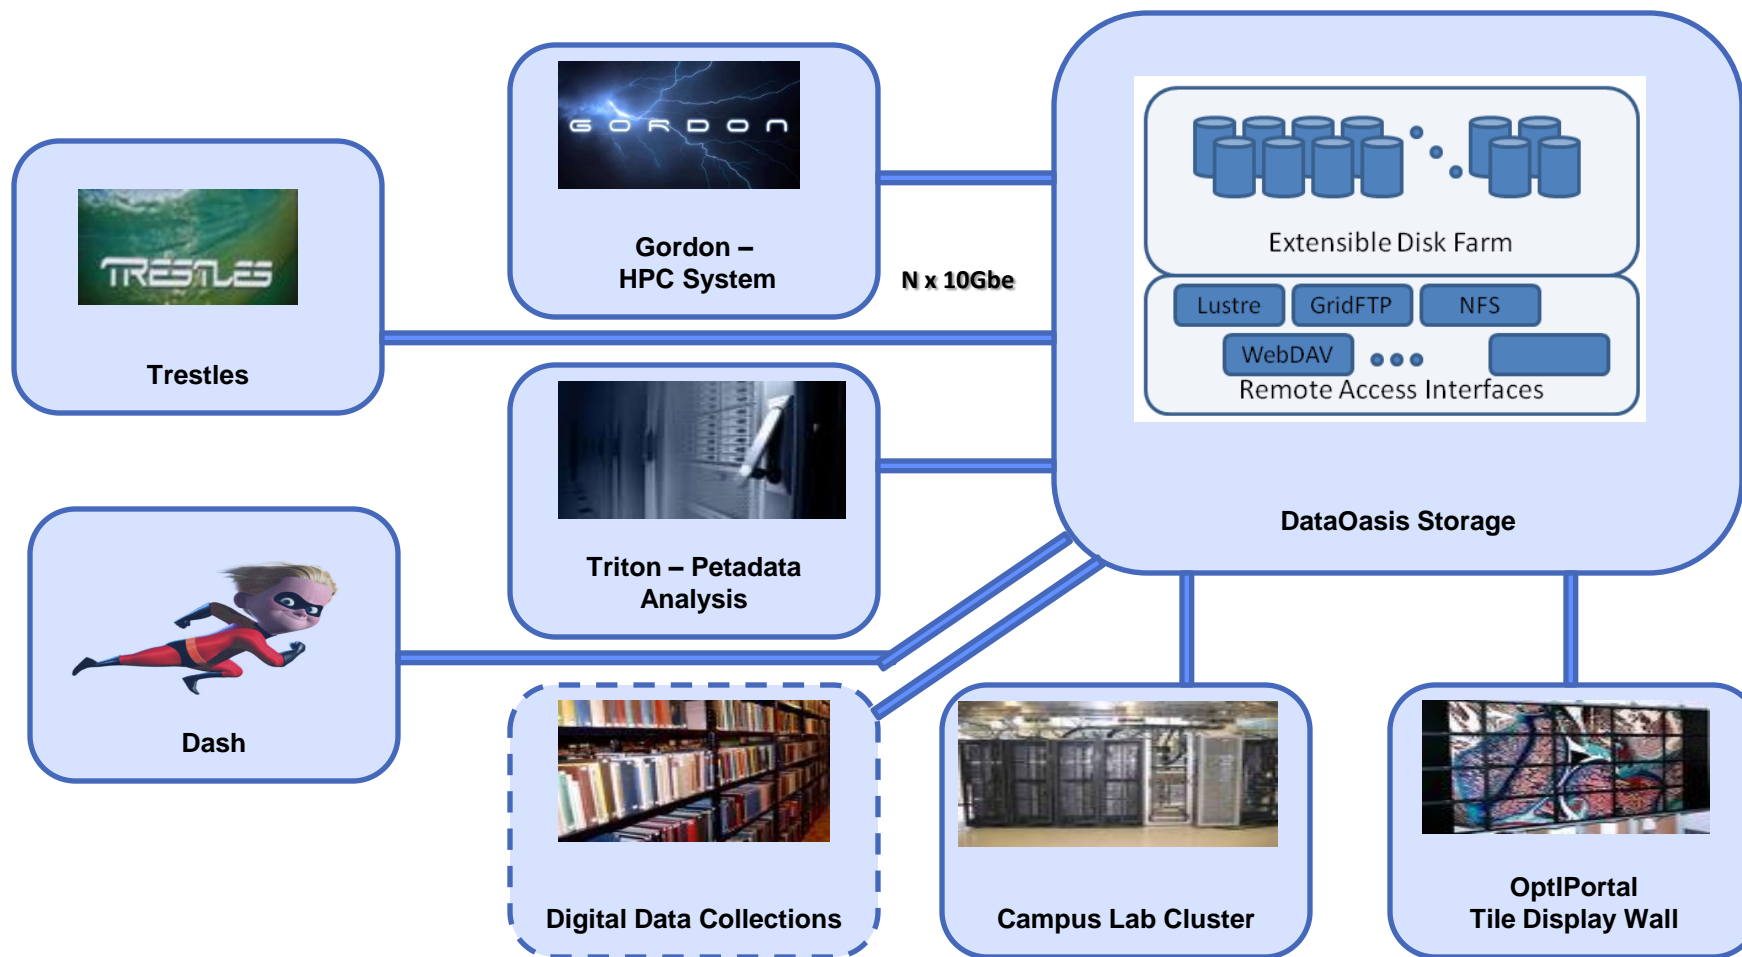 GORDON
Gordon –
HPC System
TRESTLES
Trestles
N x 10Gbe
Extensible Disk Farm
Lustre
GridFTP
NFS
WebDAV
Remote Access Interfaces
DataOasis Storage
Triton – Petadata
Analysis
Dash
Digital Data Collections
Campus Lab Cluster
OptIPortal
Tile Display Wall